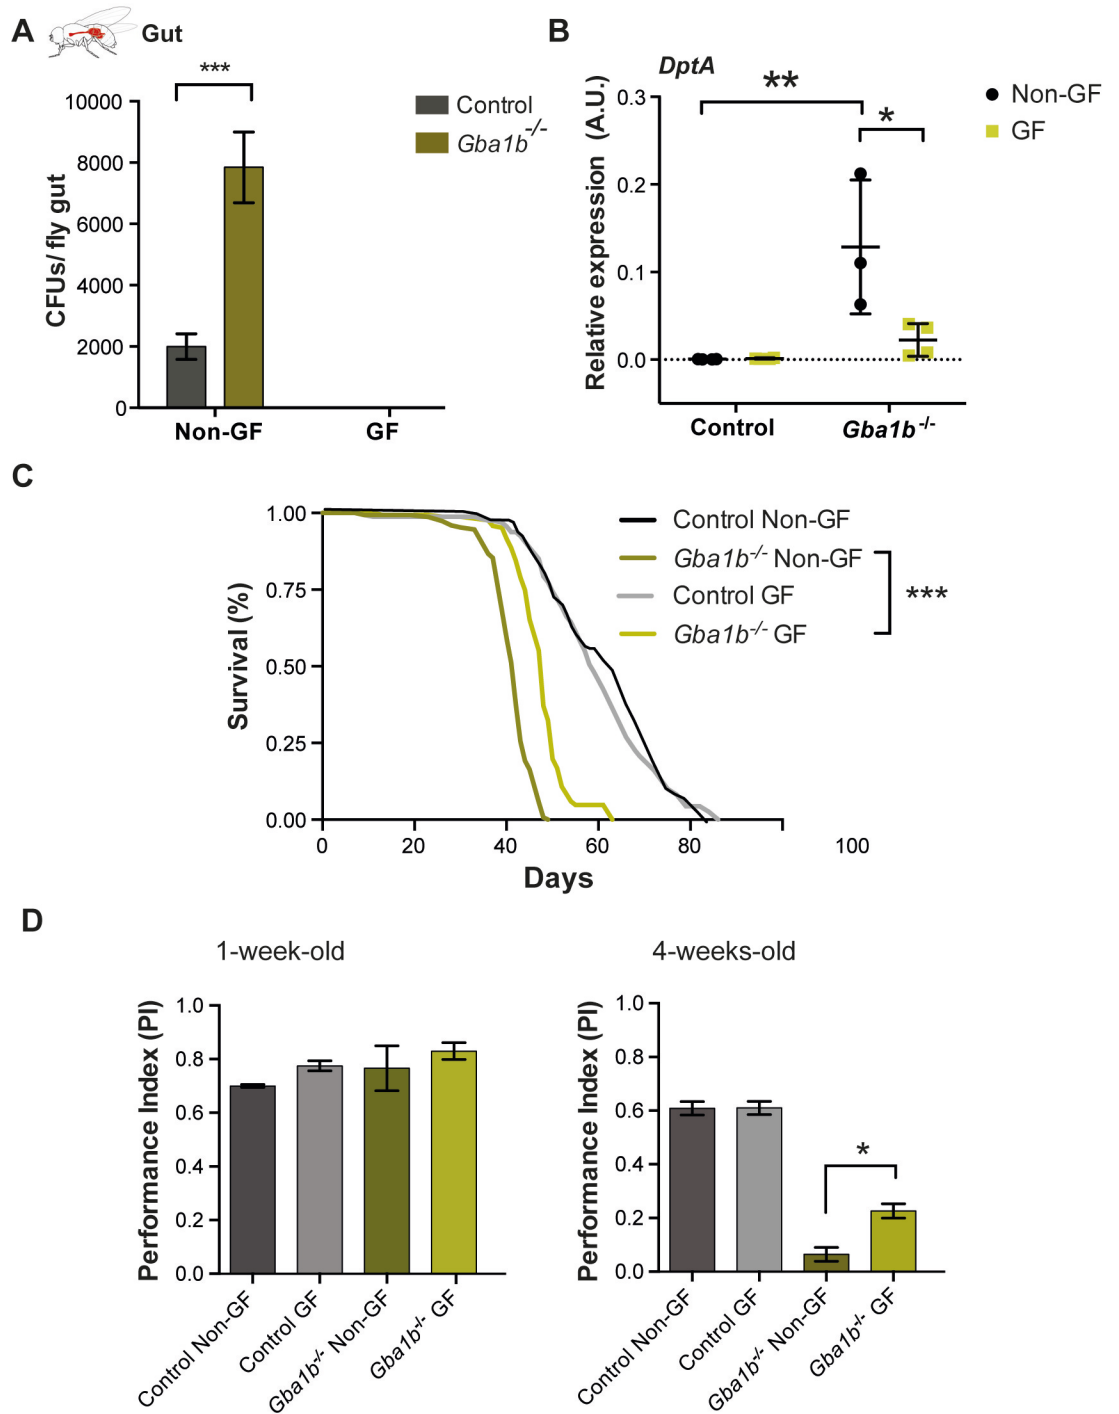 A
Gut
***
10000
8000
6000
4000
2000
0
CFUs/ fly gut
Non-GF
GF
Control
Gba1b-/-
B
DptA
**
*
0.3
0.2
0.1
0.0
Relative expression (A.U.)
Control
Gba1b-/-
Non-GF
GF
C
1.00
0.75
0.50
0.25
0.00
Survival (%)
0
20
40
60
80
100
Days
Control Non-GF
Gba1b-/- Non-GF
Control GF
Gba1b-/- GF
***
D
1-week-old
1.0
0.8
0.6
0.4
0.2
0.0
Performance Index (PI)
Control Non-GF
Control GF
Gba1b-/- Non-GF
Gba1b-/- GF
4-weeks-old
1.0
0.8
0.6
0.4
0.2
0.0
Performance Index (PI)
*
Control Non-GF
Control GF
Gba1b-/- Non-GF
Gba1b-/- GF